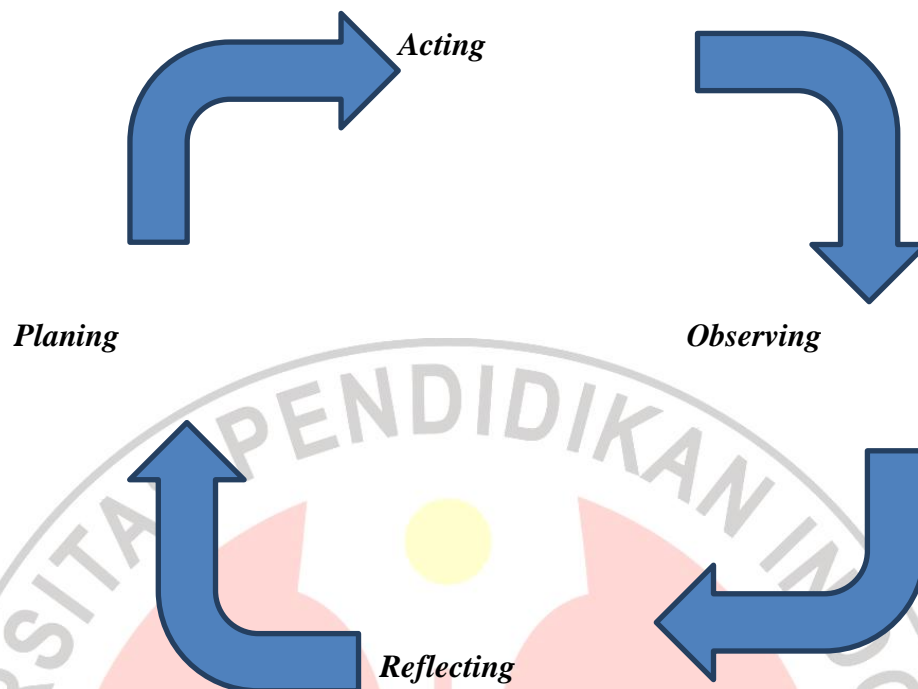 Acting
Planing
Observing
Reflecting
PENDIDIKAN